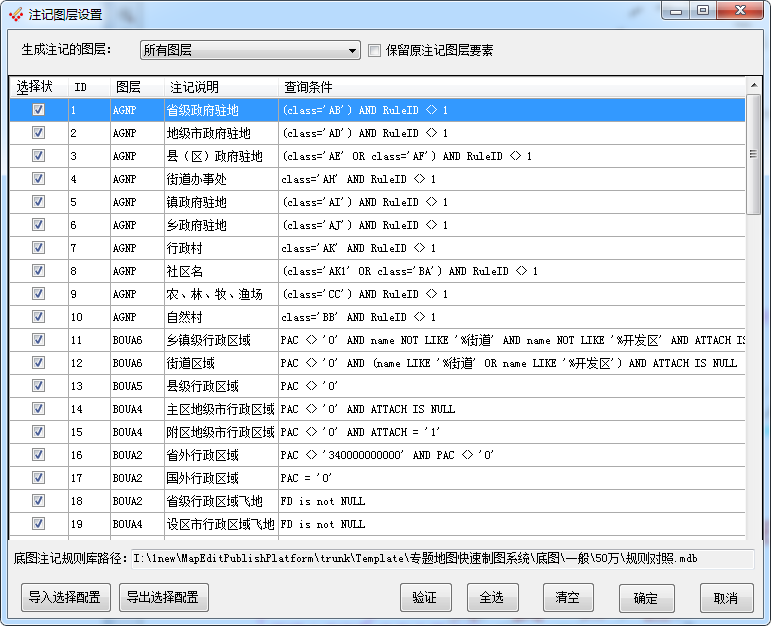 注记图层设置
生成注记的图层： 所有图层 保留原注记图层要素
选择状 ID 图层 注记说明 查询条件
1 AGNP 省级政府驻地 (class='AB') AND RuleID <> 1
2 AGNP 地级市政府驻地 (class='AD') AND RuleID <> 1
3 AGNP 县（区）政府驻地 (class='AE' OR class='AF') AND RuleID <> 1
4 AGNP 街道办事处 class='AH' AND RuleID <> 1
5 AGNP 镇政府驻地 (class='AI') AND RuleID <> 1
6 AGNP 乡政府驻地 (class='AJ') AND RuleID <> 1
7 AGNP 行政村 class='AK' AND RuleID <> 1
8 AGNP 社区名 (class='AK1' OR class='BA') AND RuleID <> 1
9 AGNP 农、林、牧、渔场 (class='CC') AND RuleID <> 1
10 AGNP 自然村 class='BB' AND RuleID <> 1
11 BOUA6 乡镇级行政区域 PAC <> '0' AND name NOT LIKE '%街道' AND name NOT LIKE '%开发区' AND ATTACH IS
12 BOUA6 街道区域 PAC <> '0' AND (name LIKE '%街道' OR name LIKE '%开发区') AND ATTACH IS NULL
13 BOUA5 县级行政区域 PAC <> '0'
14 BOUA4 主区地级市行政区域 PAC <> '0' AND ATTACH IS NULL
15 BOUA4 附区地级市行政区域 PAC <> '0' AND ATTACH = '1'
16 BOUA2 省外行政区域 PAC <> '340000000000' AND PAC <> '0'
17 BOUA2 国外行政区域 PAC = '0'
18 BOUA2 省级行政区域飞地 FD is not NULL
19 BOUA4 设区市行政区域飞地 FD is not NULL
底图注记规则库路径： I:\1new\MapEditPublishPlatform\trunk\Template\专题地图快速制图系统\底图\一般\50万\规则对照.mdb
导入选择配置 导出选择配置 验证 全选 清空 确定 取消